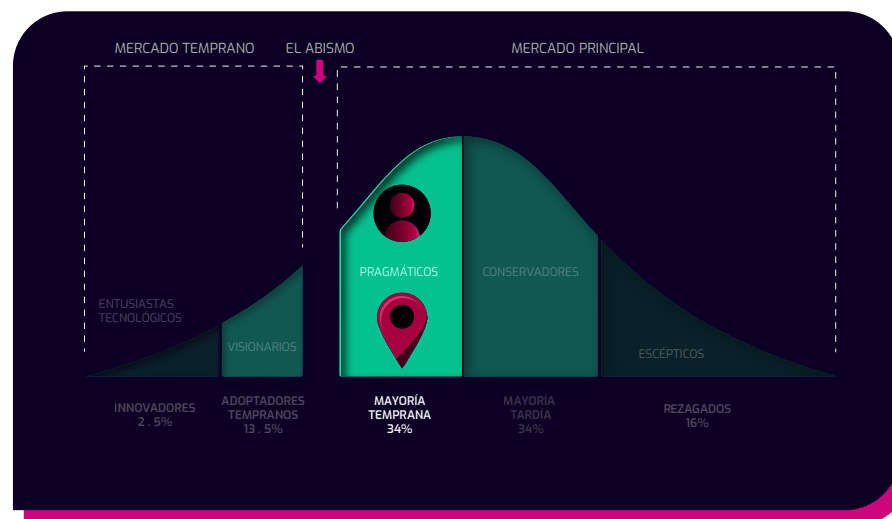 MERCADO TEMPRANO
EL ABISMO
MERCADO PRINCIPAL
ENTUSIASTAS
TECNOLÓGICOS
VISIONARIOS
PRAGMÁTICOS
CONSERVADORES
ESCÉPTICOS
INNOVADORES
2 . 5%
ADOPTADORES
TEMPRANOS
13 . 5%
MAYORÍA
TEMPRANA
34%
MAYORÍA
TARDÍA
34%
REZAGADOS
16%